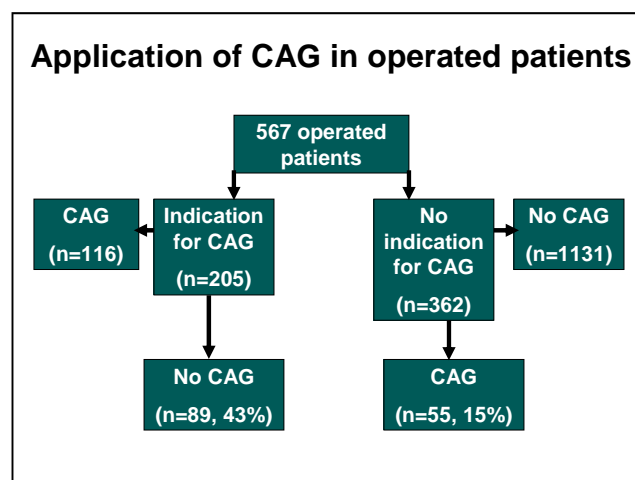 Application of CAG in operated patients
567 operated
patients
CAG
(n=116)
Indication
for CAG
(n=205)
No
indication
for CAG
(n=362)
No CAG
(n=1131)
No CAG
(n=89, 43%)
CAG
(n=55, 15%)